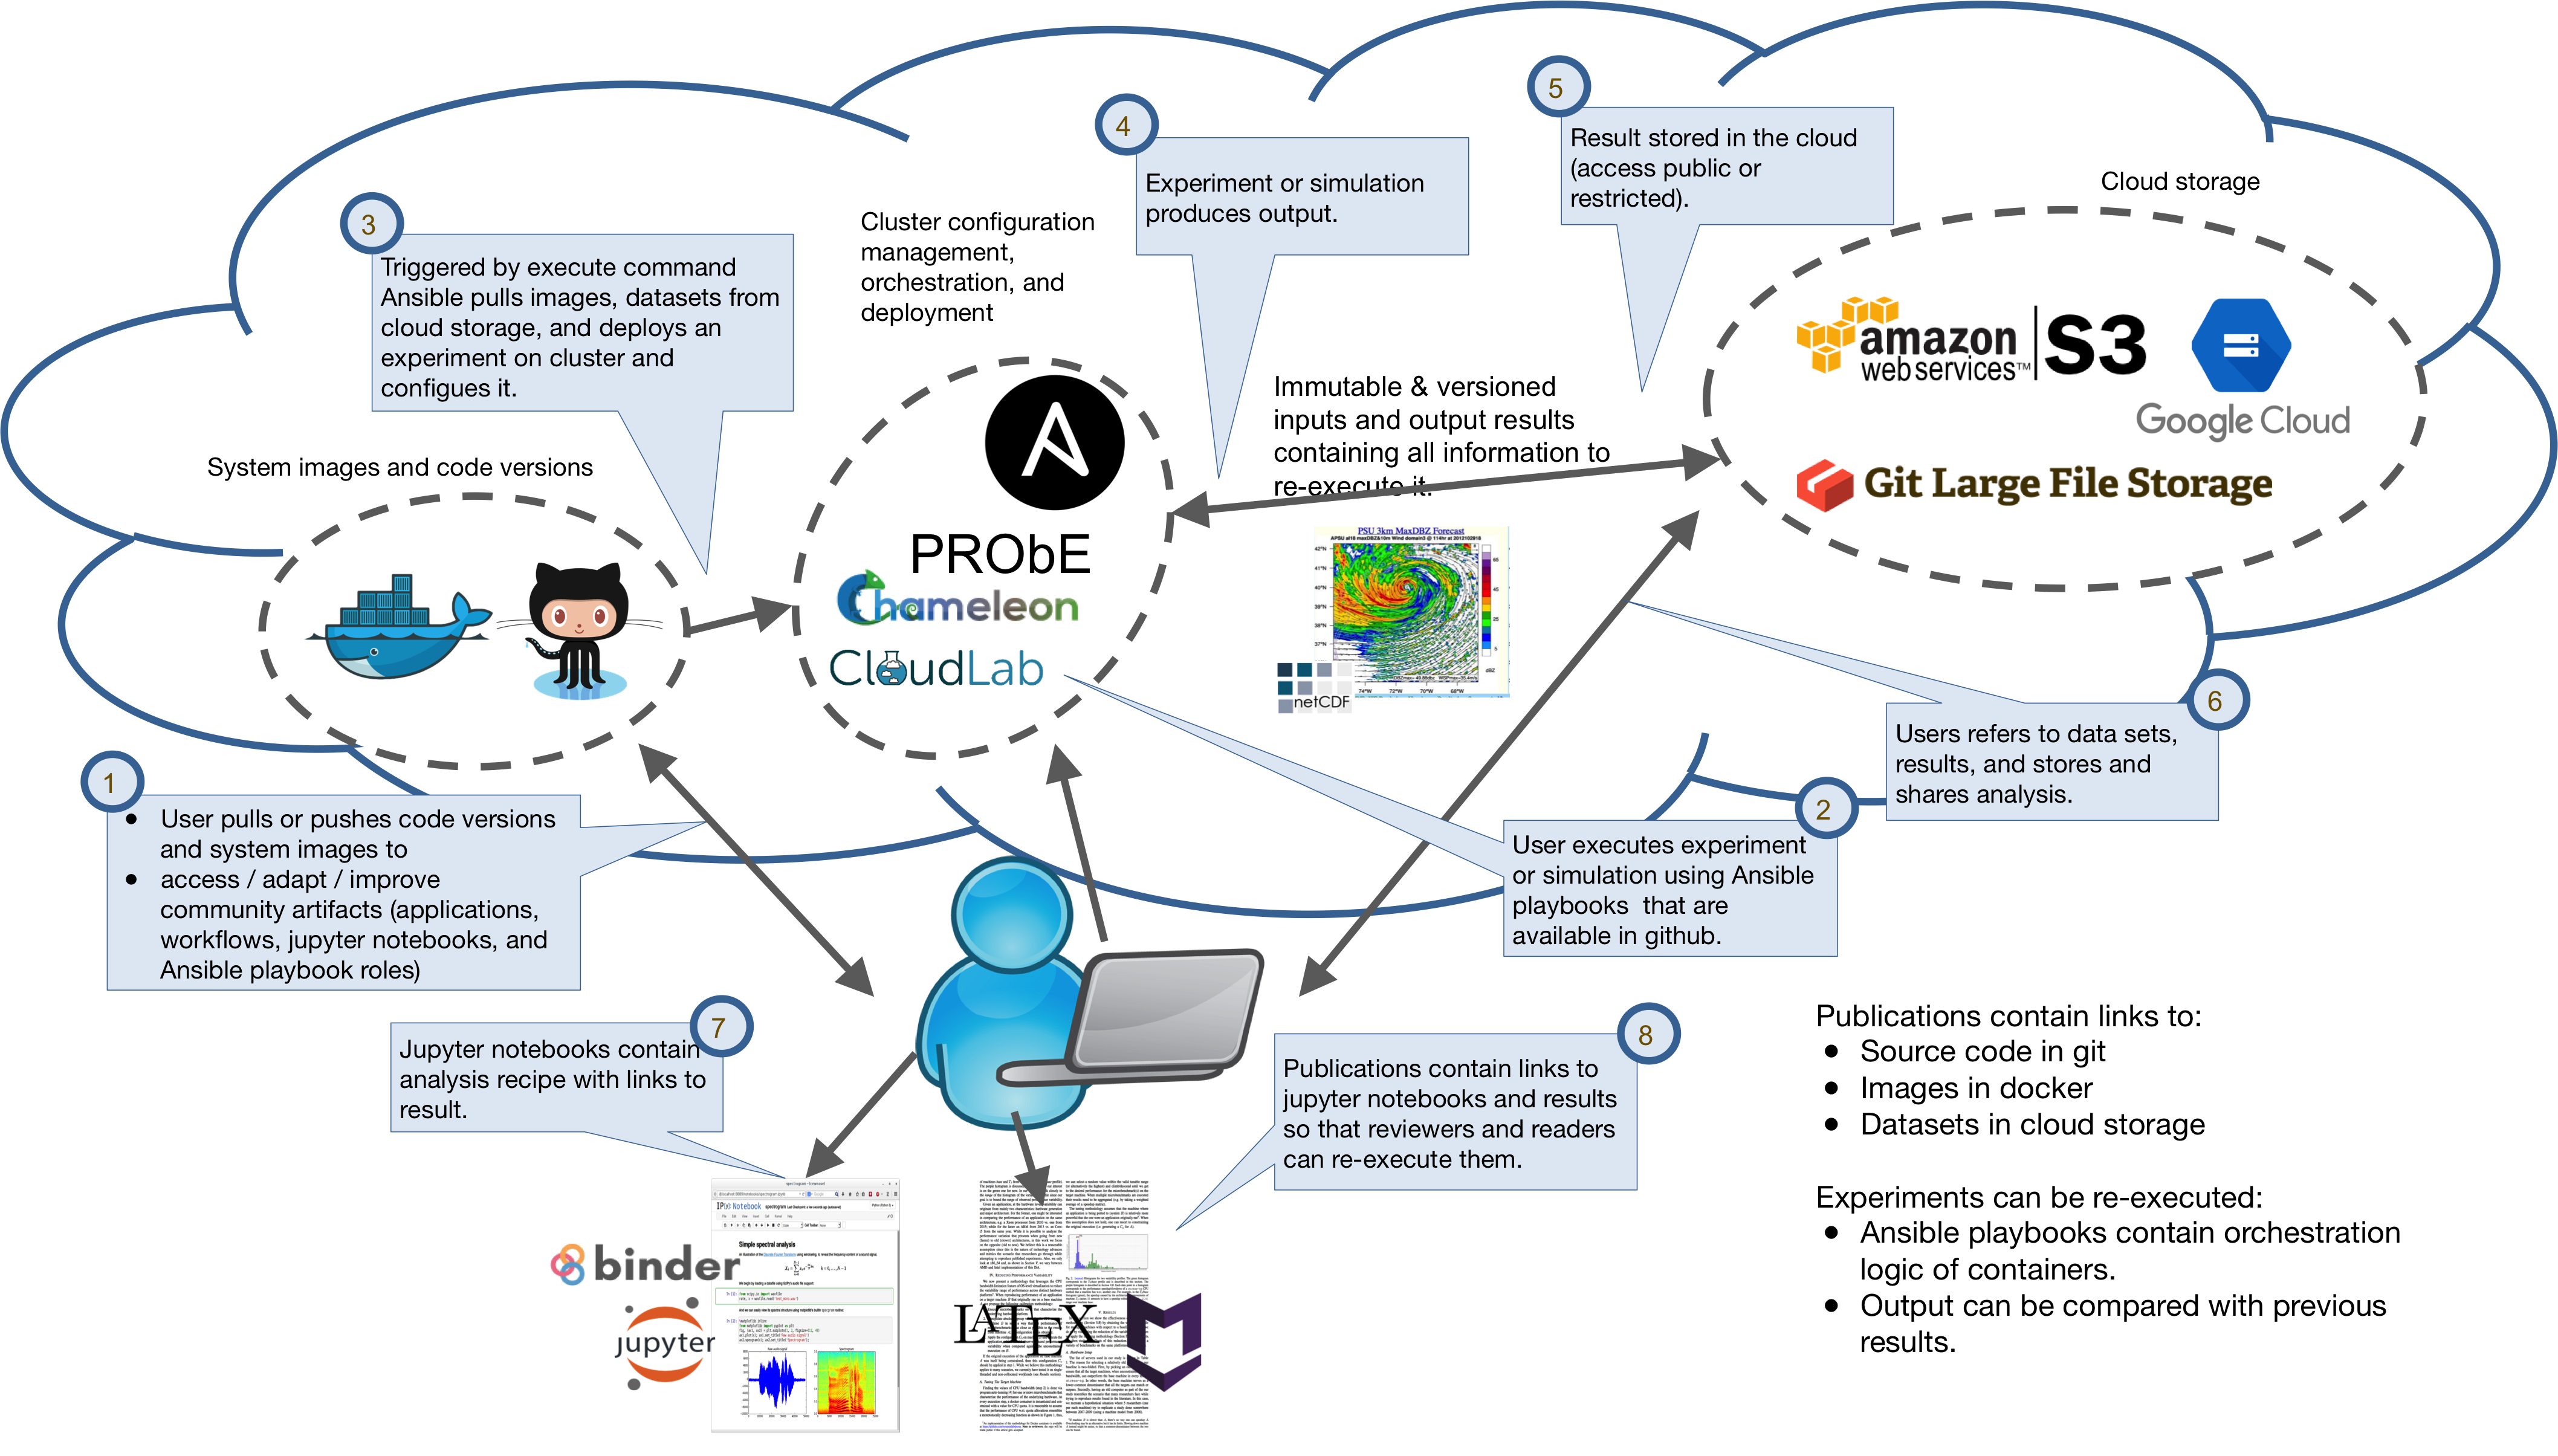 5
Result stored in the cloud
(access public or
restricted).
4
Experiment or simulation
produces output.
Cloud storage
3
Triggered by execute command
Ansible pulls images, datasets from
cloud storage, and deploys an
experiment on cluster and
configues it.
Cluster configuration
management,
orchestration, and
deployment
amazon
web services™
S3
Google Cloud
Git Large File Storage
Immutable & versioned
inputs and output results
containing all information to
re-execute it.
System images and code versions
PRObE
Chameleon
CloudLab
PSU 3km MaxDBZ Forecast
netCDF
6
Users refers to data sets,
results, and stores and
shares analysis.
1
● User pulls or pushes code versions
and system images to
● access / adapt / improve
community artifacts (applications,
workflows, jupyter notebooks, and
Ansible playbook roles)
2
User executes experiment
or simulation using Ansible
playbooks  that are
available in github.
7
Jupyter notebooks contain
analysis recipe with links to
result.
8
Publications contain links to
jupyter notebooks and results
so that reviewers and readers
can re-execute them.
Publications contain links to:
● Source code in git
● Images in docker
● Datasets in cloud storage
Experiments can be re-executed:
● Ansible playbooks contain orchestration
logic of containers.
● Output can be compared with previous
results.
binder
jupyter
IP[y]: Notebook
Simple spectral analysis
LATEX